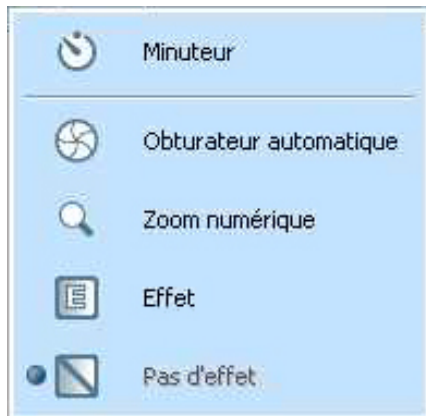 Minuteur
Obturateur automatique
Zoom numérique
Effet
Pas d'effet